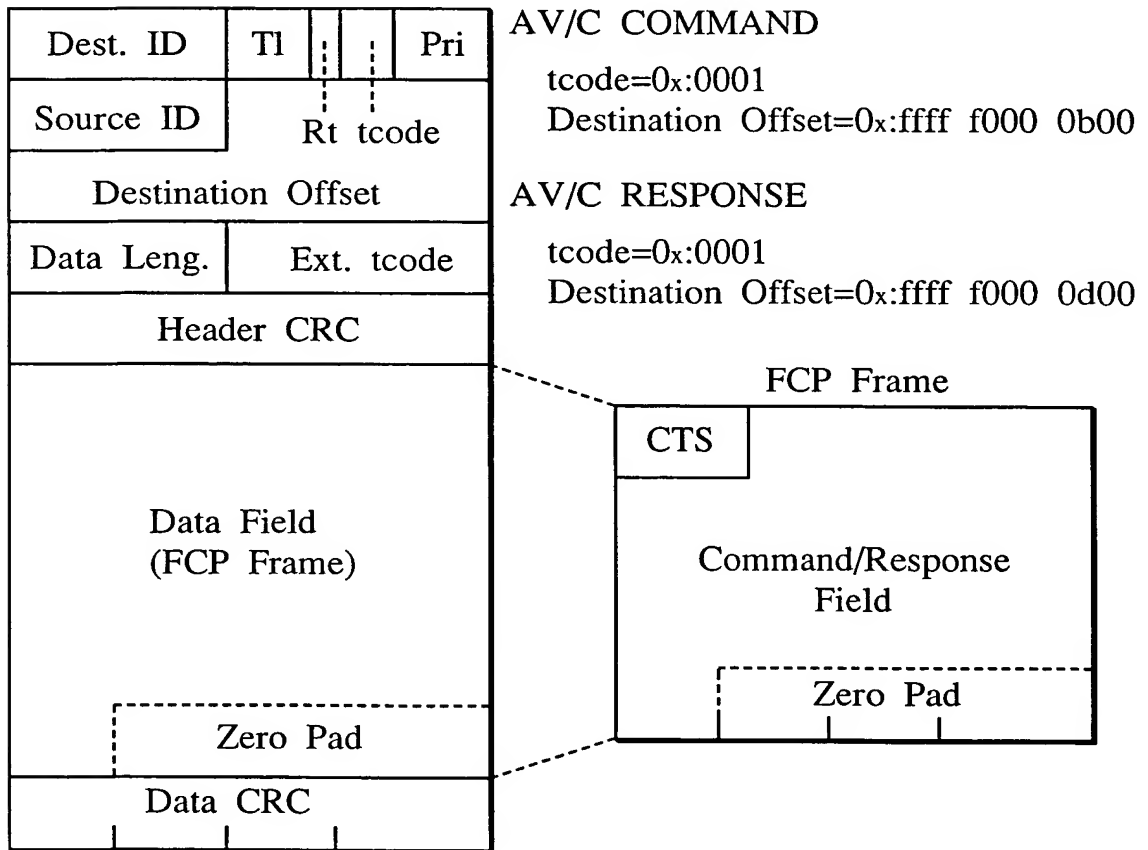 Dest. ID Tl Pri
Source ID
Rt tcode
Destination Offset
Data Leng. Ext. tcode
Header CRC
Data Field
(FCP Frame)
Zero Pad
Data CRC
AV/C COMMAND
tcode=0x:0001
Destination Offset=0x:ffff f000 0b00
AV/C RESPONSE
tcode=0x:0001
Destination Offset=0x:ffff f000 0d00
FCP Frame
CTS
Command/Response
Field
Zero Pad